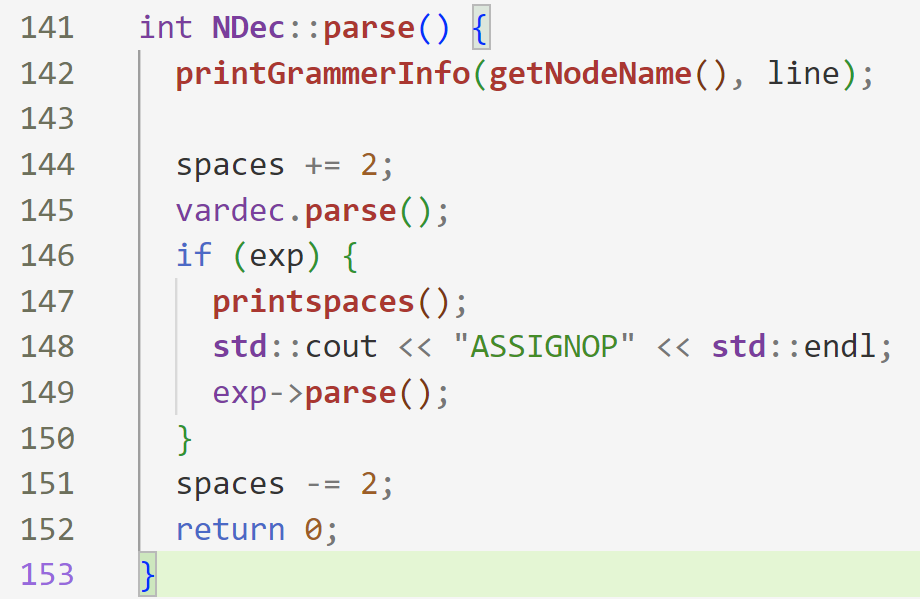 141 int NDec::parse() {
142 printGrammerInfo(getNodeName(), line);
143
144 spaces += 2;
145 vardec.parse();
146 if (exp) {
147 printspaces();
148 std::cout << "ASSIGNOP" << std::endl;
149 exp->parse();
150 }
151 spaces -= 2;
152 return 0;
153 }